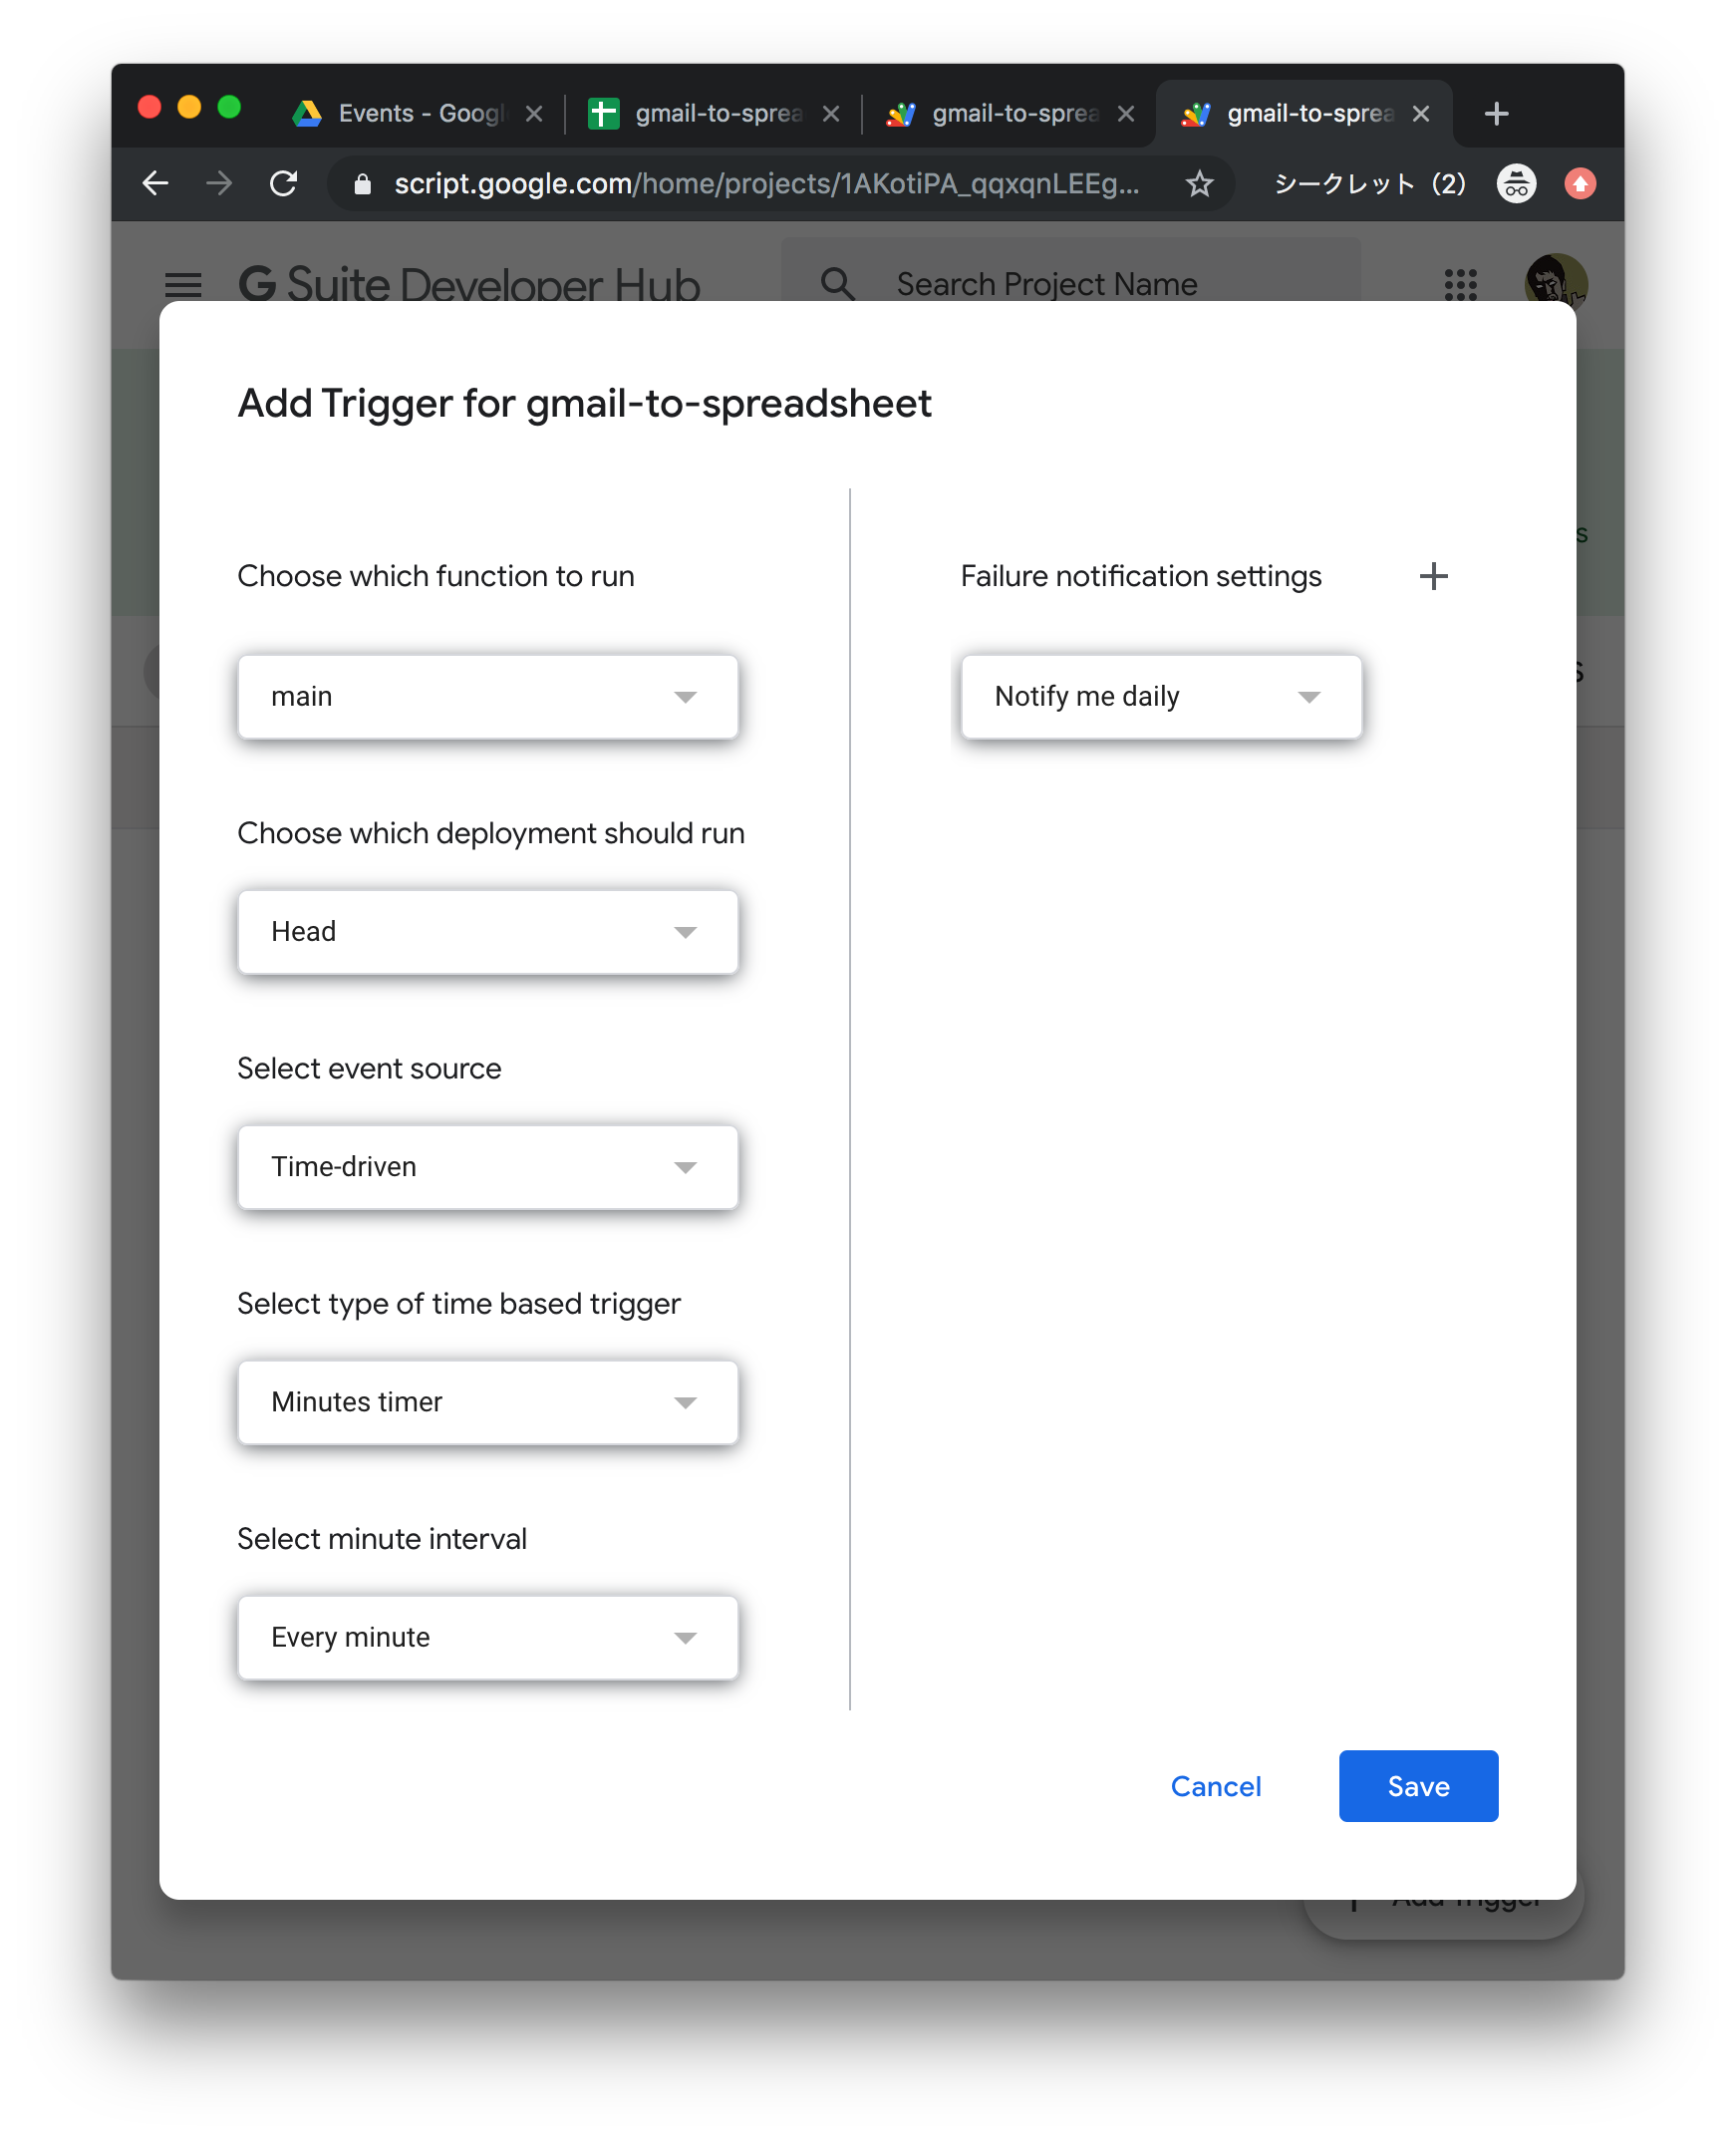 Events - Googl
gmail-to-sprea
gmail-to-sprea
gmail-to-sprea
script.google.com/home/projects/1AKotiPA_qqxqnLEEg...
シークレット (2)
G Suite Developer Hub
Search Project Name
Add Trigger for gmail-to-spreadsheet
Choose which function to run
main
Choose which deployment should run
Head
Select event source
Time-driven
Select type of time based trigger
Minutes timer
Select minute interval
Every minute
Failure notification settings
Notify me daily
s
s
Cancel
Save
Add Trigger